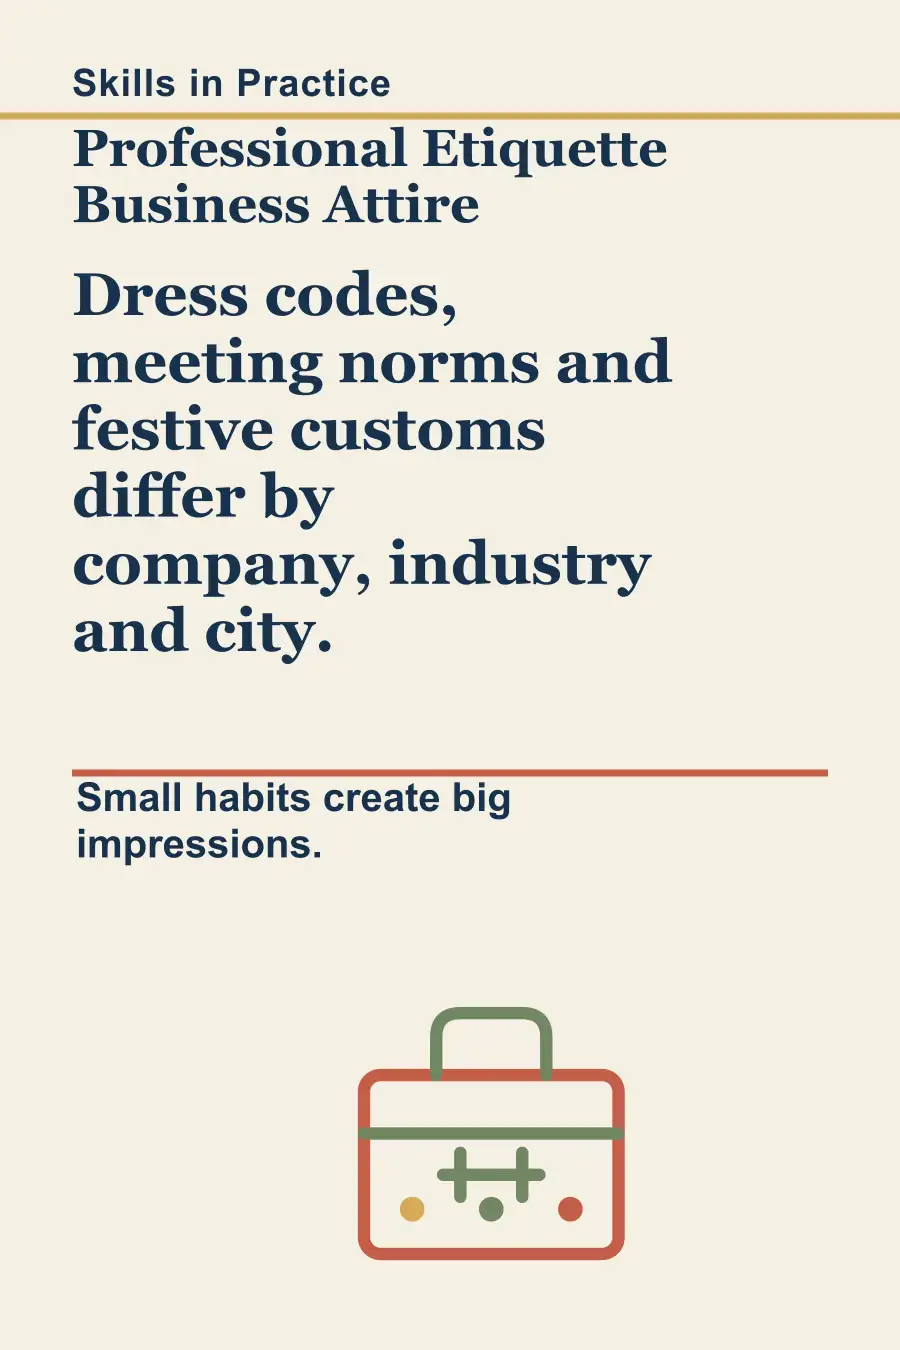 Skills in Practice
Professional Etiquette
Business Attire
Dress codes,
meeting norms and
festive customs
differ by
company, industry
and city.
Small habits create big
impressions.